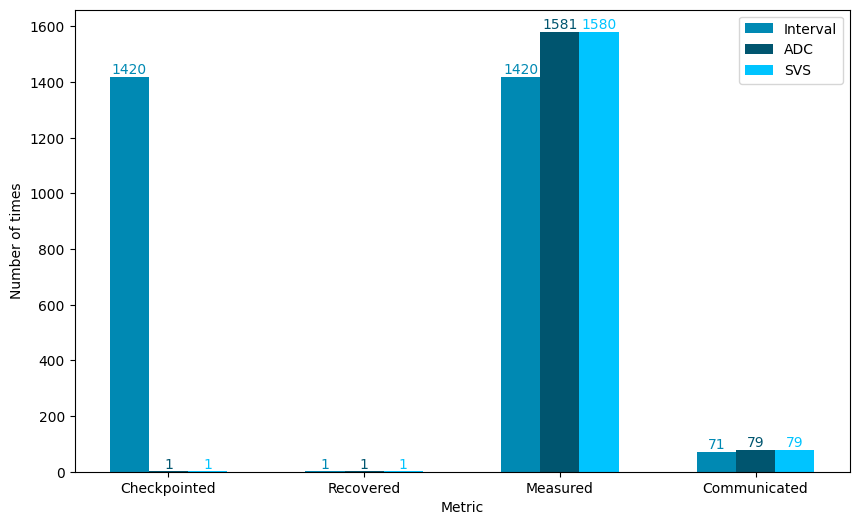 Interval
ADC
SVS
1600
1400
1200
1000
800
600
400
200
0
Number of times
1420
1
1
1
1
1
1420
1581
1580
71
79
79
Checkpointed
Recovered
Measured
Communicated
Metric